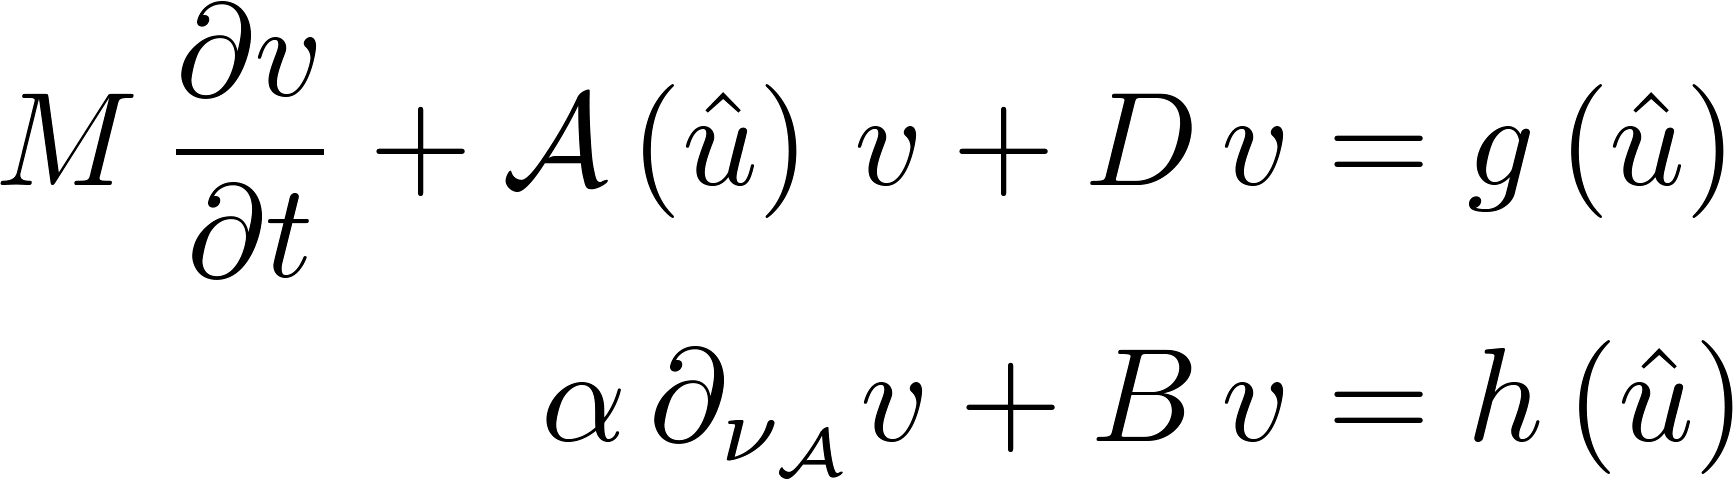 M ∂v/∂t + 𝒜(û) v + D v = g(û)
α ∂_{ν_𝒜} v + B v = h(û)